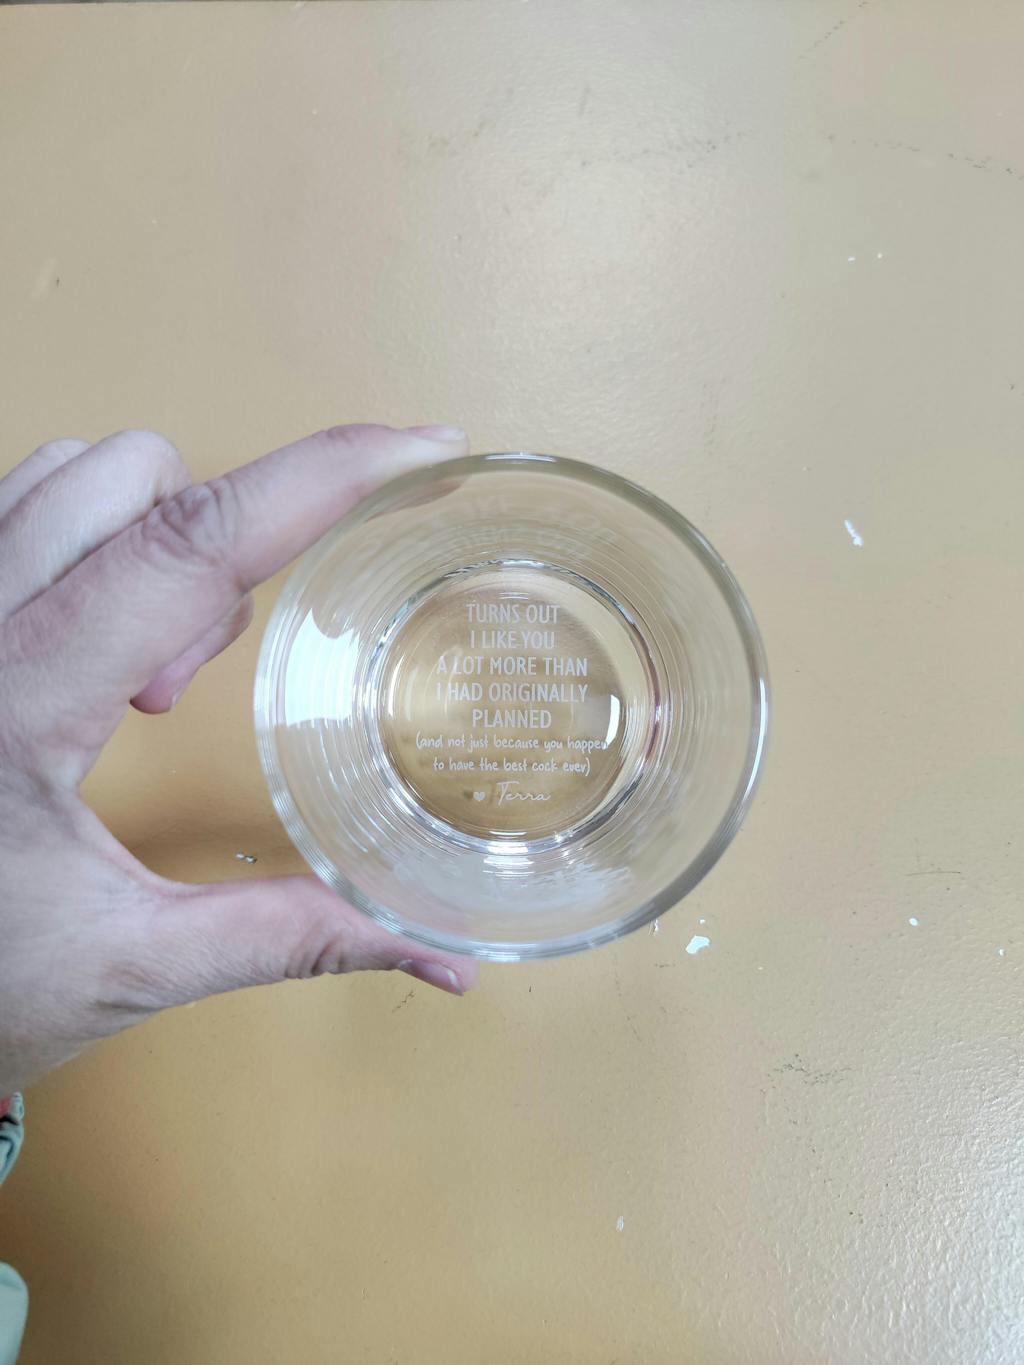 TURNS OUT
I LIKE YOU
A LOT MORE THAN
I HAD ORIGINALLY
PLANNED
(and not just because you happen
to have the best cock ever)
♥ Terra